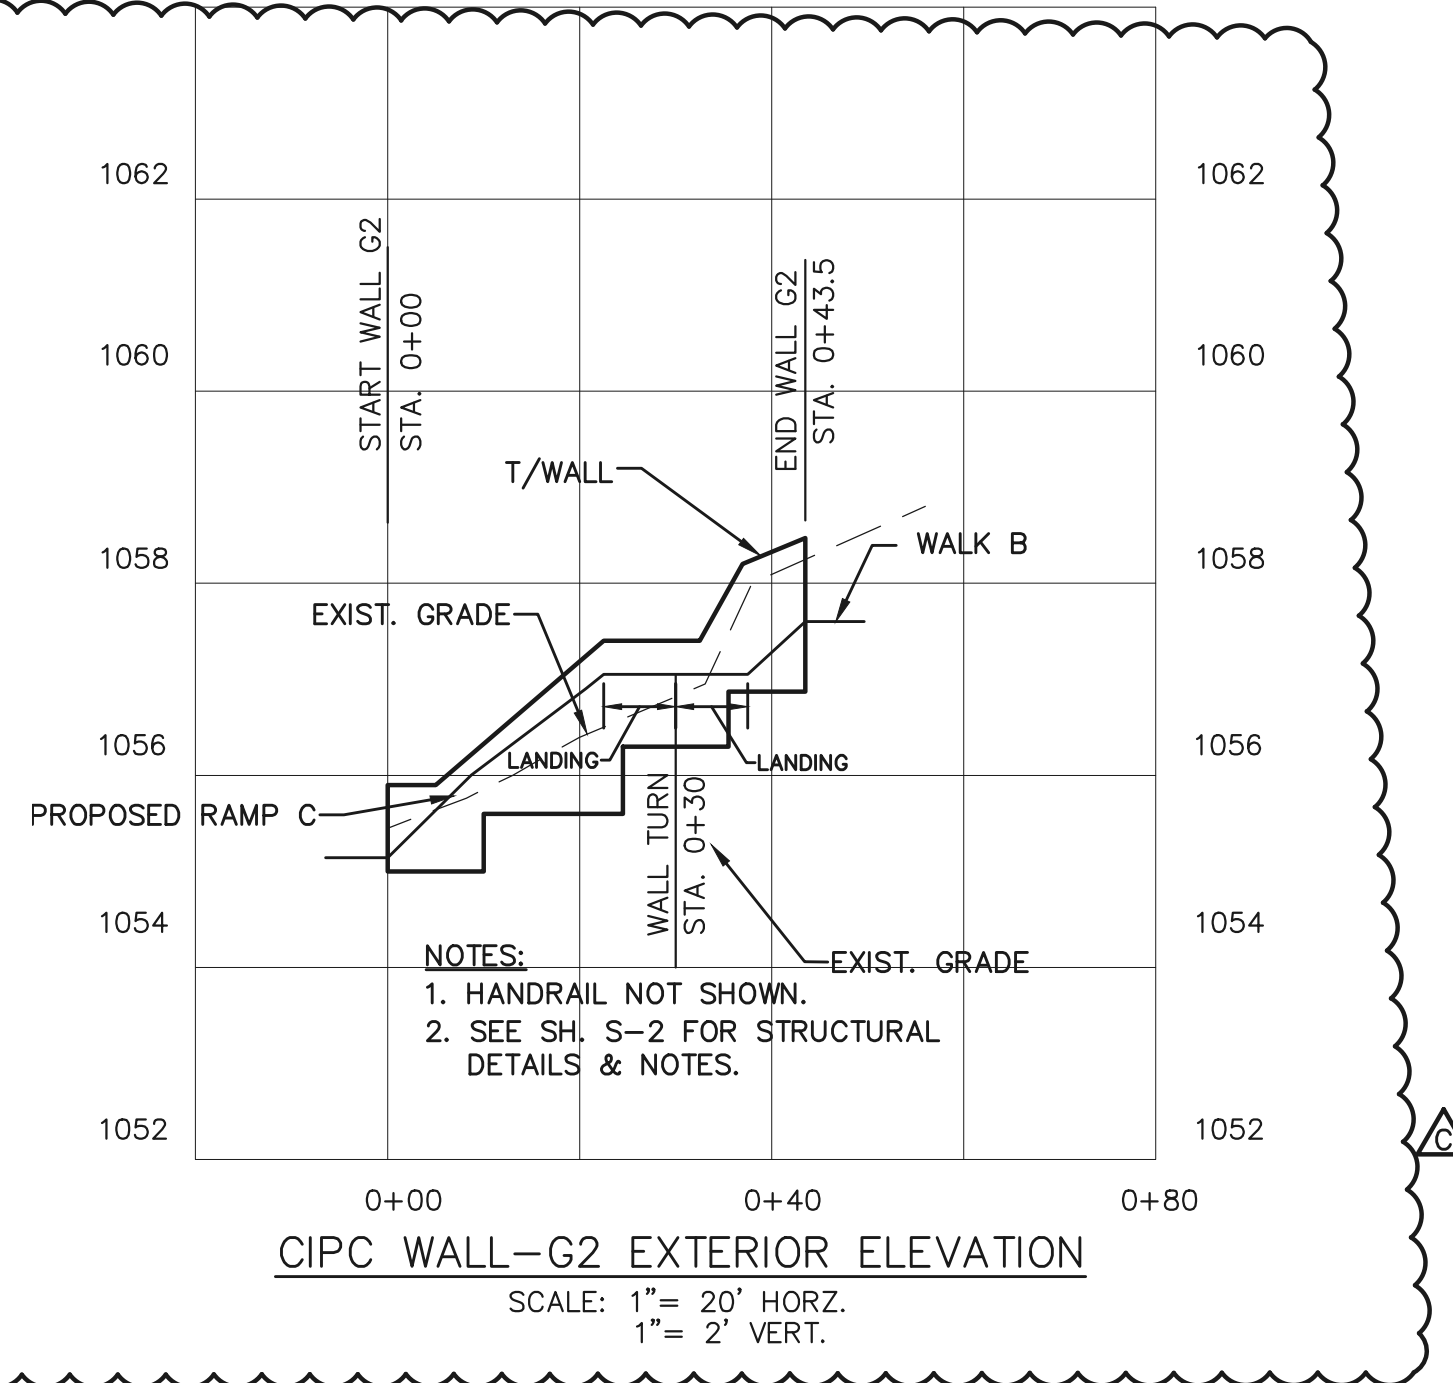 1062
1062
START WALL G2
STA. 0+00
END WALL G2
STA. 0+43.5
1060
1060
T/WALL
1058
WALK B
1058
EXIST. GRADE
1056
LANDING
LANDING
1056
PROPOSED RAMP C
WALL TURN
STA. 0+30
1054
1054
NOTES:
EXIST. GRADE
1. HANDRAIL NOT SHOWN.
2. SEE SH. S-2 FOR STRUCTURAL
DETAILS & NOTES.
1052
1052
C
0+00
0+40
0+80
CIPC WALL-G2 EXTERIOR ELEVATION
SCALE: 1"= 20' HORZ.
1"= 2' VERT.